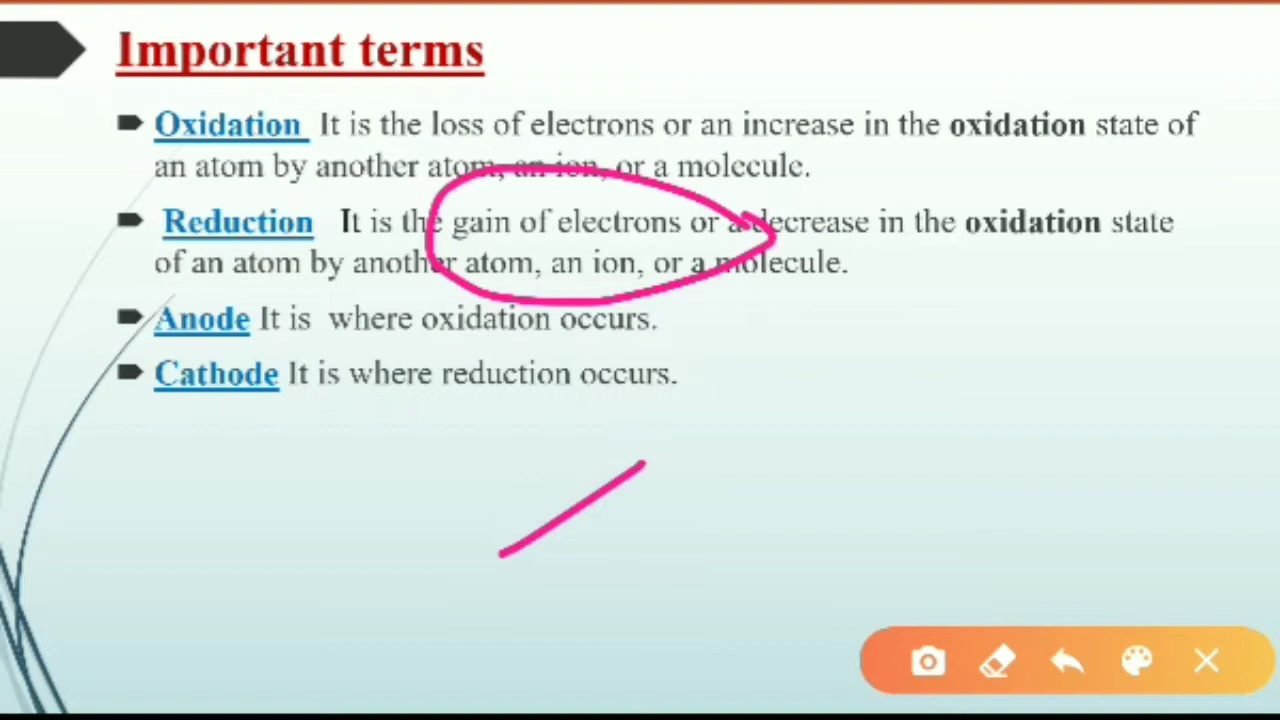 Important terms
Oxidation It is the loss of electrons or an increase in the oxidation state of
an atom by another atom, an ion, or a molecule.
Reduction It is the gain of electrons or a decrease in the oxidation state
of an atom by another atom, an ion, or a molecule.
Anode It is where oxidation occurs.
Cathode It is where reduction occurs.